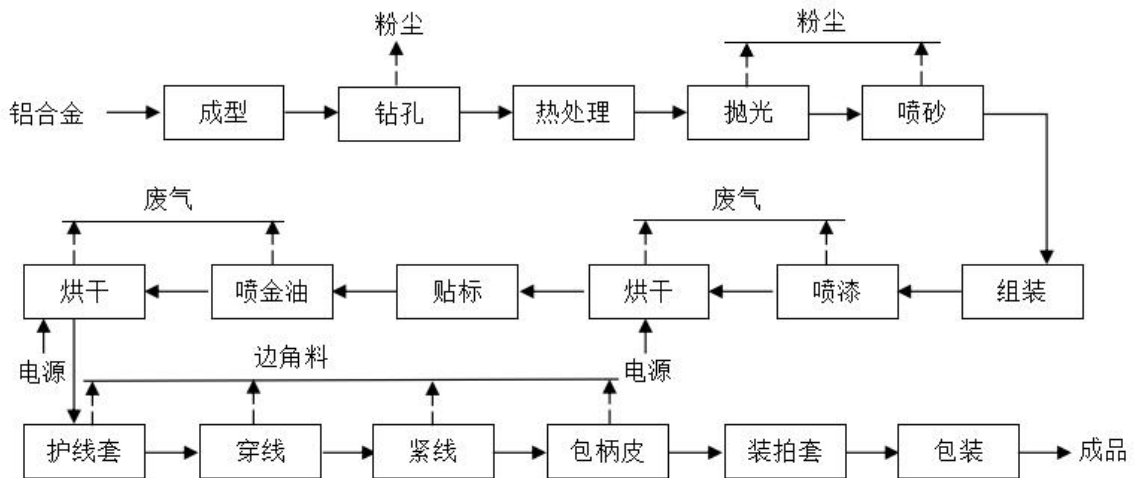 粉尘
粉尘
铝合金
成型
钻孔
热处理
抛光
喷砂
废气
废气
烘干
喷金油
贴标
烘干
喷漆
组装
电源
边角料
电源
护线套
穿线
紧线
包柄皮
装拍套
包装
成品